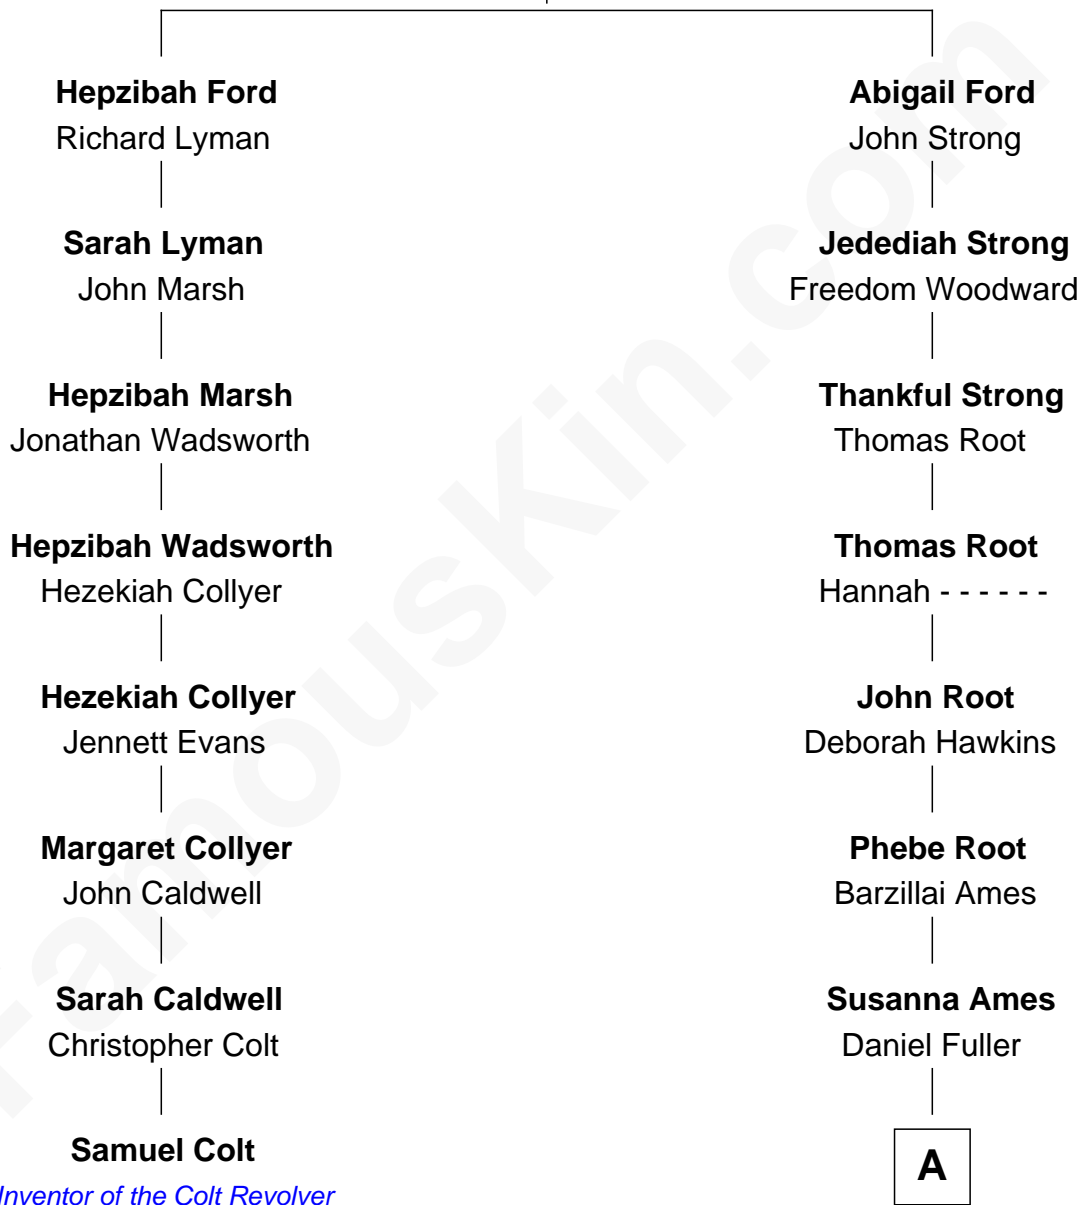 Hepzibah Ford
Richard Lyman
Abigail Ford
John Strong
Sarah Lyman
John Marsh
Jedediah Strong
Freedom Woodward
Hepzibah Marsh
Jonathan Wadsworth
Thankful Strong
Thomas Root
Hepzibah Wadsworth
Hezekiah Collyer
Thomas Root
Hannah - - - - - -
Hezekiah Collyer
Jennett Evans
John Root
Deborah Hawkins
Margaret Collyer
John Caldwell
Phebe Root
Barzillai Ames
Sarah Caldwell
Christopher Colt
Susanna Ames
Daniel Fuller
Samuel Colt
Inventor of the Colt Revolver
A
FamousKin.com